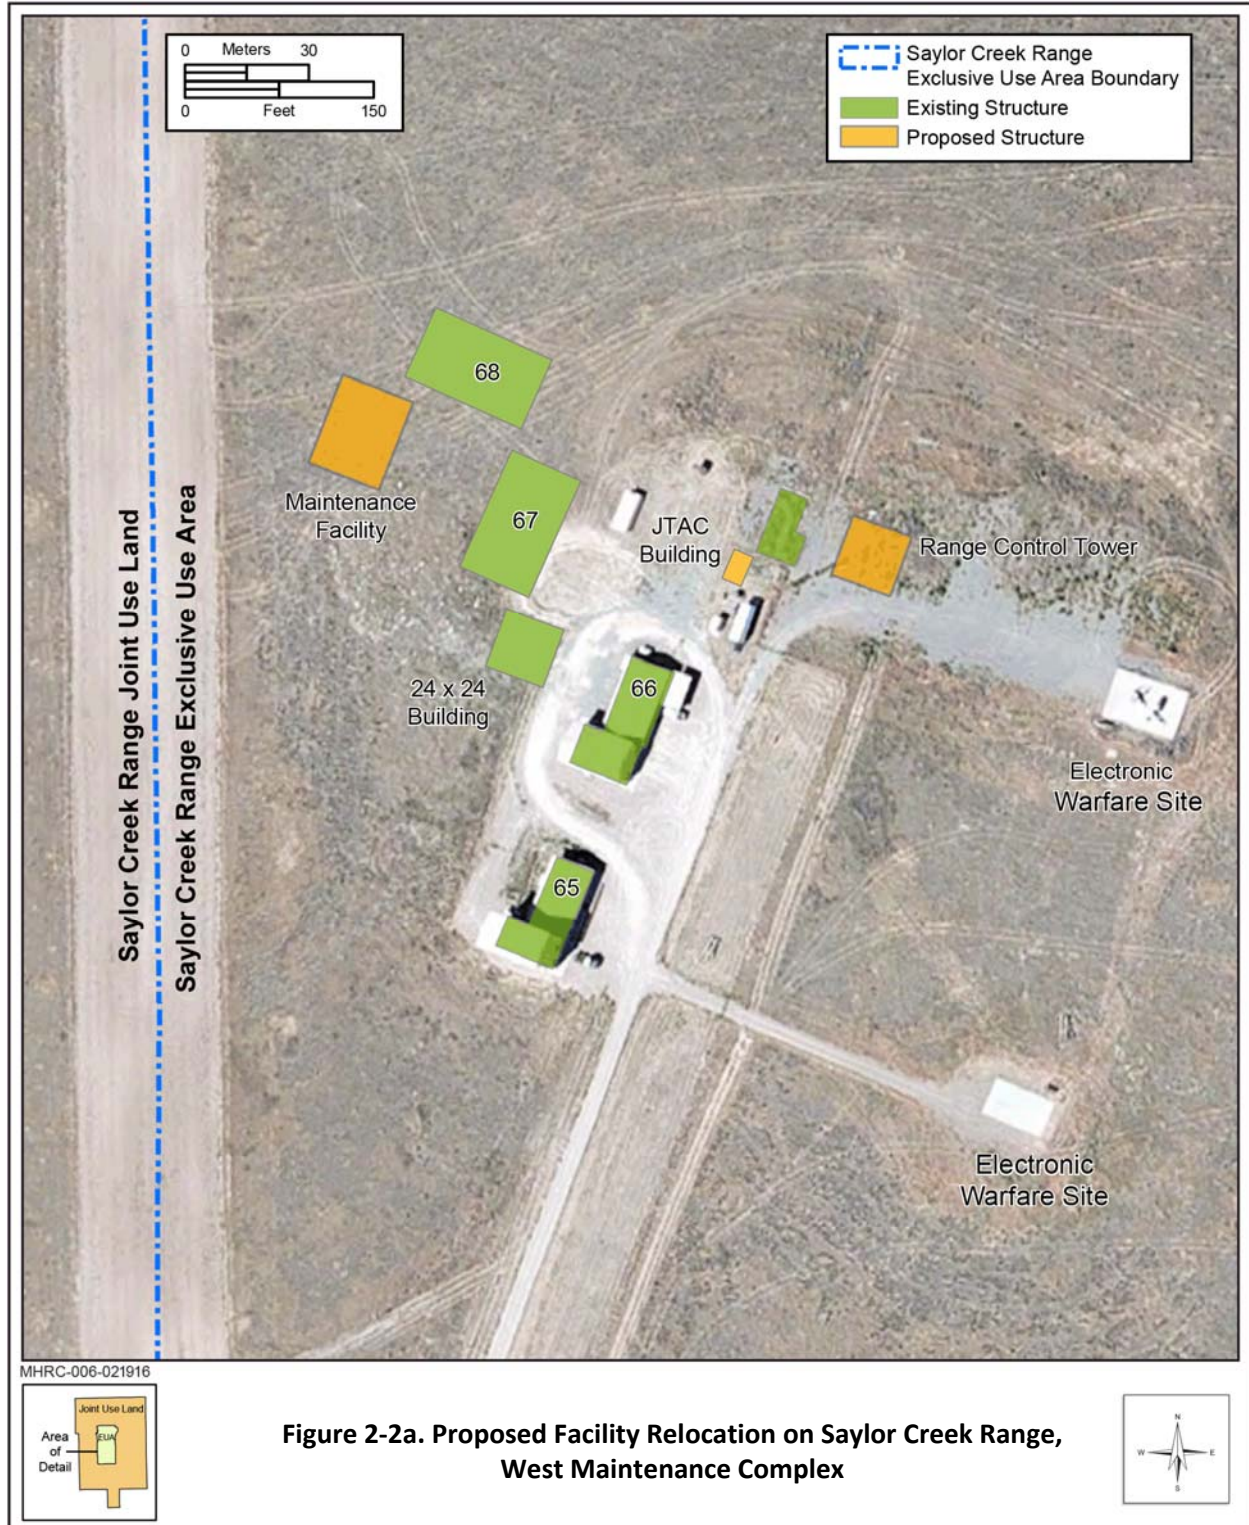 0 Meters 30
0 Feet 150
Saylor Creek Range
Exclusive Use Area Boundary
Existing Structure
Proposed Structure
68
Maintenance
Facility
67
JTAC
Building
Range Control Tower
24 x 24
Building
66
Electronic
Warfare Site
65
Electronic
Warfare Site
Saylor Creek Range Joint Use Land
Saylor Creek Range Exclusive Use Area
MHRC-006-021916
Joint Use Land
EUA
Area
of
Detail
Figure 2-2a. Proposed Facility Relocation on Saylor Creek Range,
West Maintenance Complex
N
W E
S